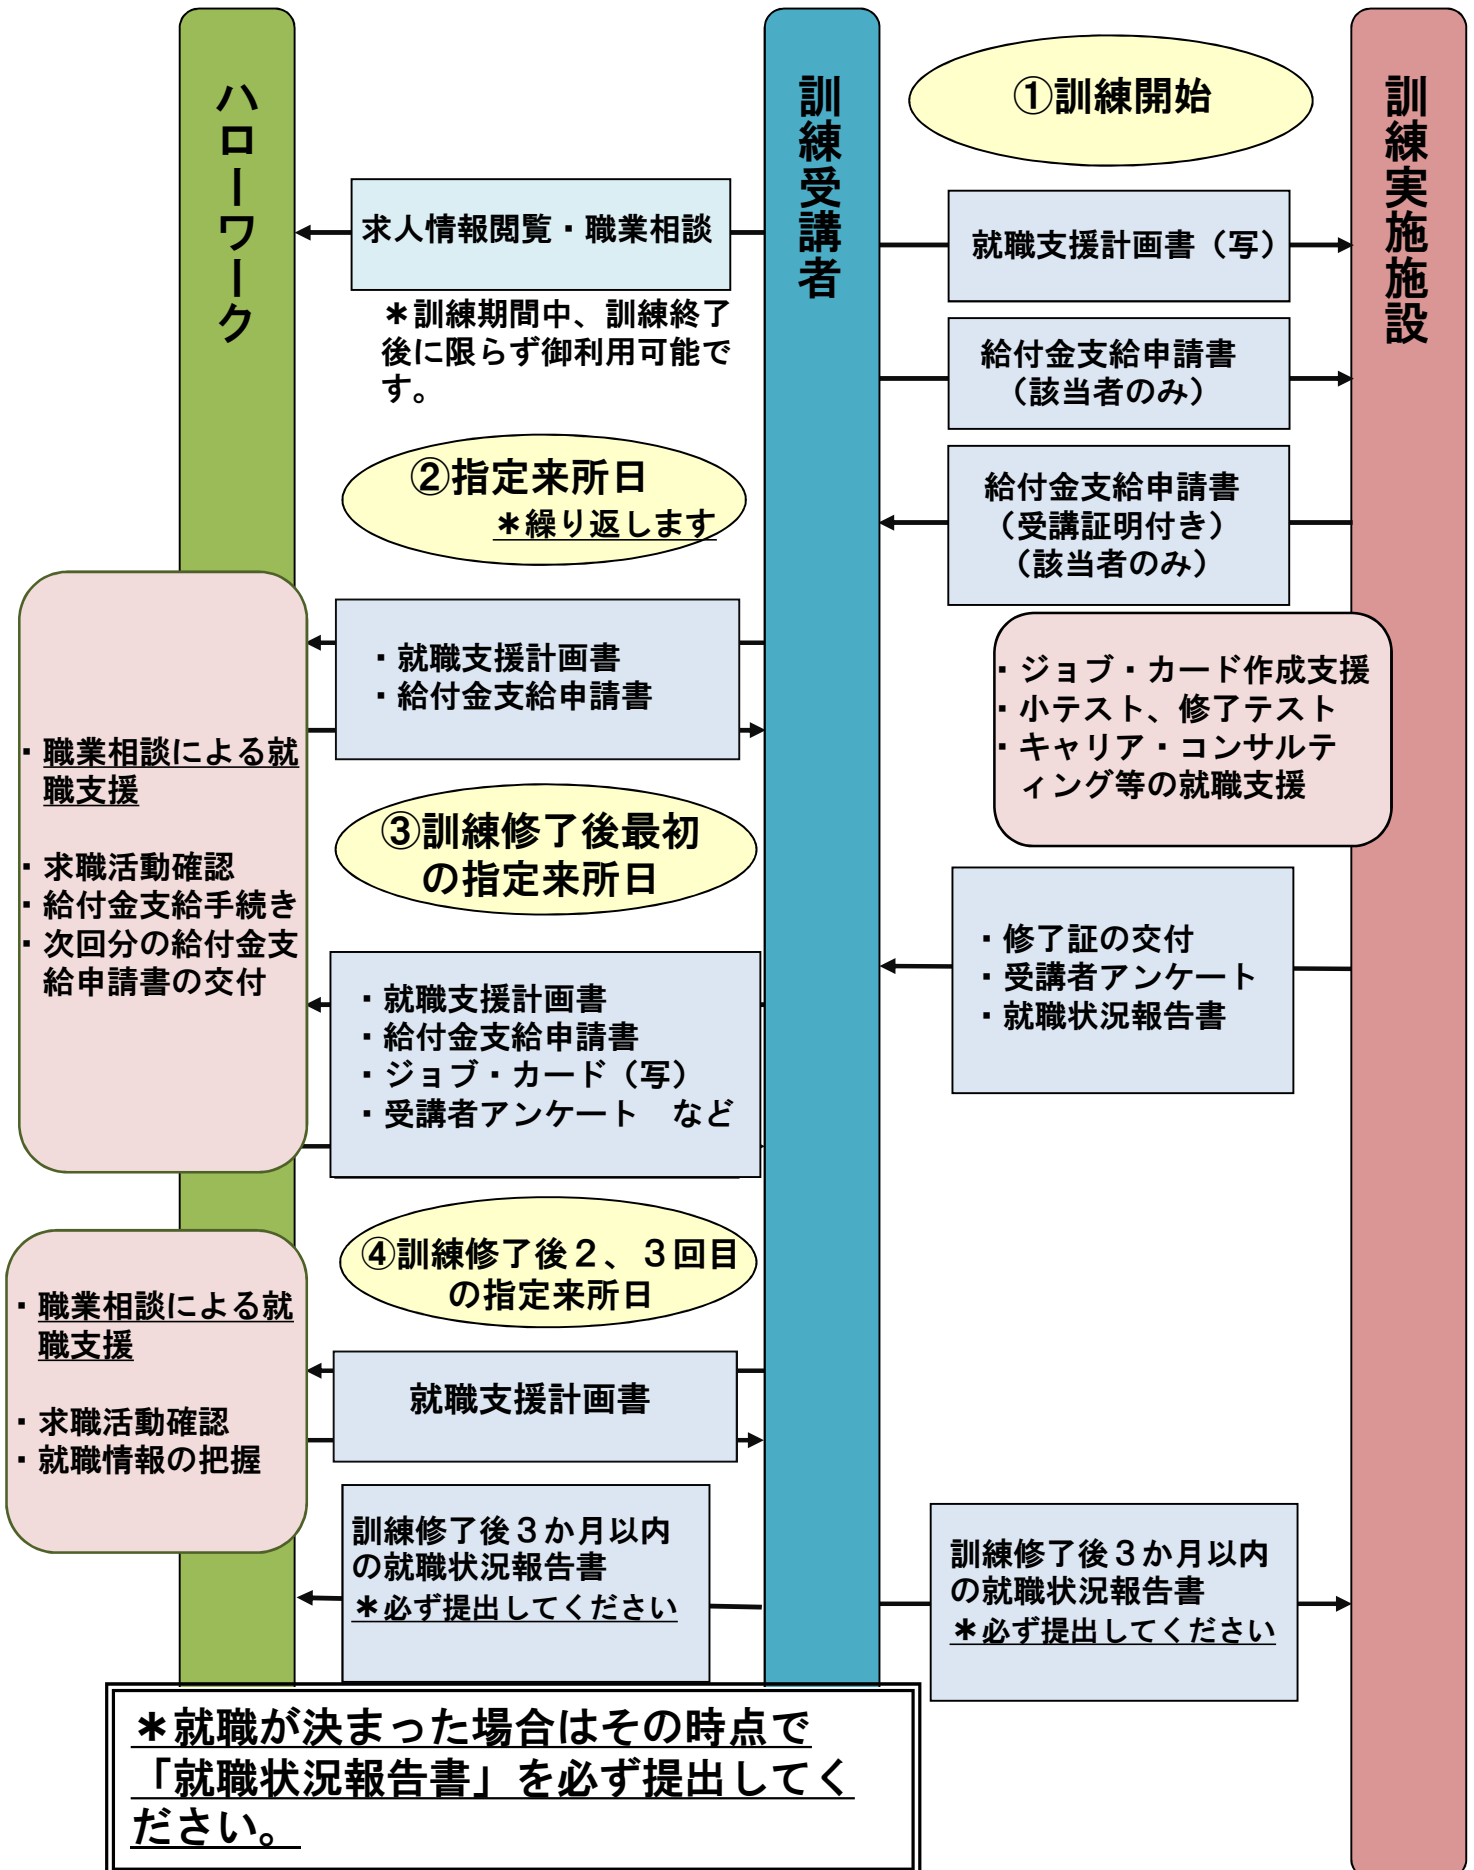 ハローワーク
訓練受講者
訓練実施施設
①訓練開始
求人情報閲覧・職業相談
＊訓練期間中、訓練終了
後に限らず御利用可能で
す。
就職支援計画書（写）
給付金支給申請書
（該当者のみ）
給付金支給申請書
（受講証明付き）
（該当者のみ）
②指定来所日
＊繰り返します
・就職支援計画書
・給付金支給申請書
・ジョブ・カード作成支援
・小テスト、修了テスト
・キャリア・コンサルテ
ィング等の就職支援
・職業相談による就
職支援
・求職活動確認
・給付金支給手続き
・次回分の給付金支
給申請書の交付
③訓練修了後最初
の指定来所日
・修了証の交付
・受講者アンケート
・就職状況報告書
・就職支援計画書
・給付金支給申請書
・ジョブ・カード（写）
・受講者アンケート　など
④訓練修了後２、３回目
の指定来所日
・職業相談による就
職支援
・求職活動確認
・就職情報の把握
就職支援計画書
訓練修了後３か月以内
の就職状況報告書
＊必ず提出してください
訓練修了後３か月以内
の就職状況報告書
＊必ず提出してください
＊就職が決まった場合はその時点で
「就職状況報告書」を必ず提出してく
ださい。